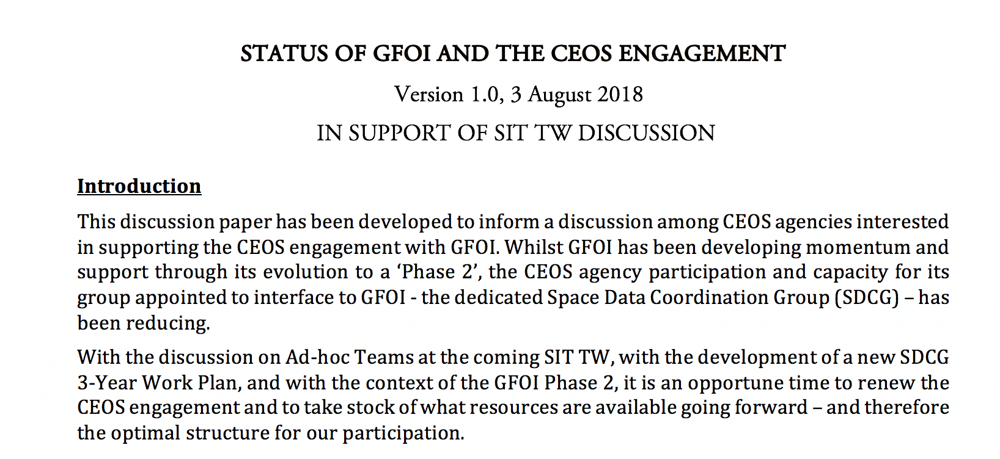 STATUS OF GFOI AND THE CEOS ENGAGEMENT
Version 1.0, 3 August 2018
IN SUPPORT OF SIT TW DISCUSSION
Introduction
This discussion paper has been developed to inform a discussion among CEOS agencies interested
in supporting the CEOS engagement with GFOI. Whilst GFOI has been developing momentum and
support through its evolution to a ‘Phase 2’, the CEOS agency participation and capacity for its
group appointed to interface to GFOI - the dedicated Space Data Coordination Group (SDCG) – has
been reducing.
With the discussion on Ad-hoc Teams at the coming SIT TW, with the development of a new SDCG
3-Year Work Plan, and with the context of the GFOI Phase 2, it is an opportune time to renew the
CEOS engagement and to take stock of what resources are available going forward – and therefore
the optimal structure for our participation.